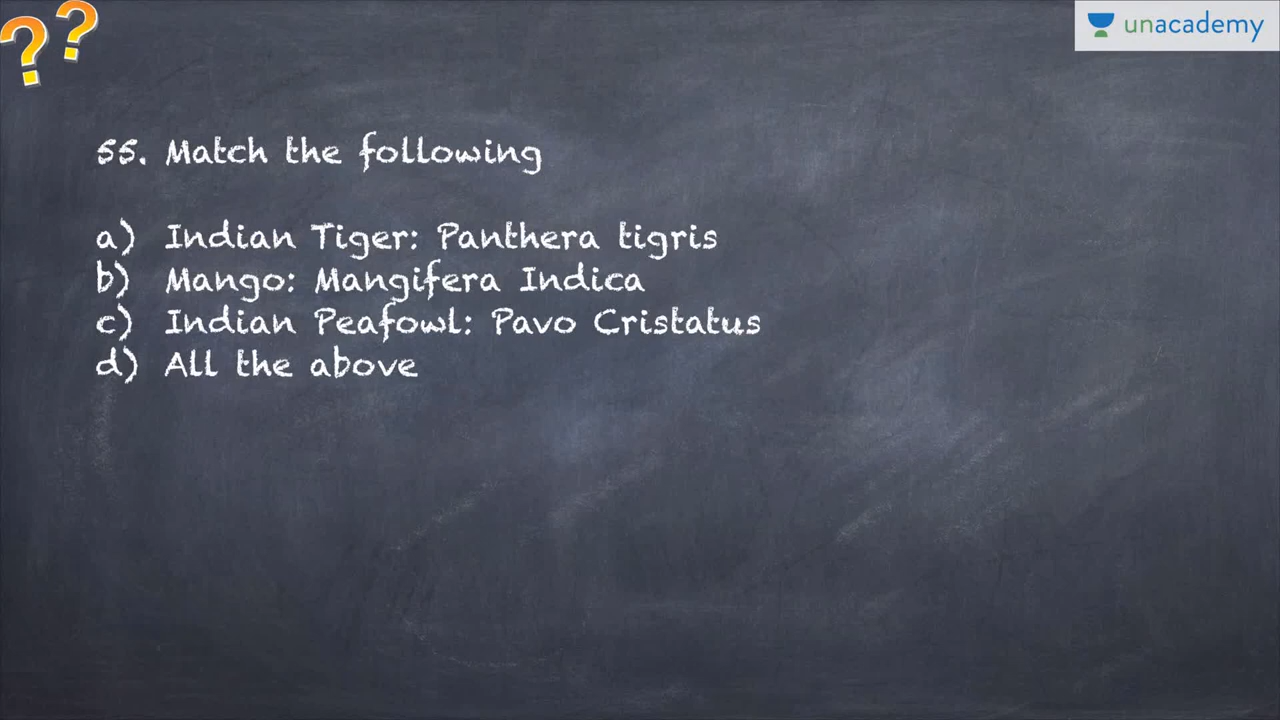 ??
unacademy
55. Match the following
a) Indian Tiger: Panthera tigris
b) Mango: Mangifera Indica
c) Indian Peafowl: Pavo Cristatus
d) All the above